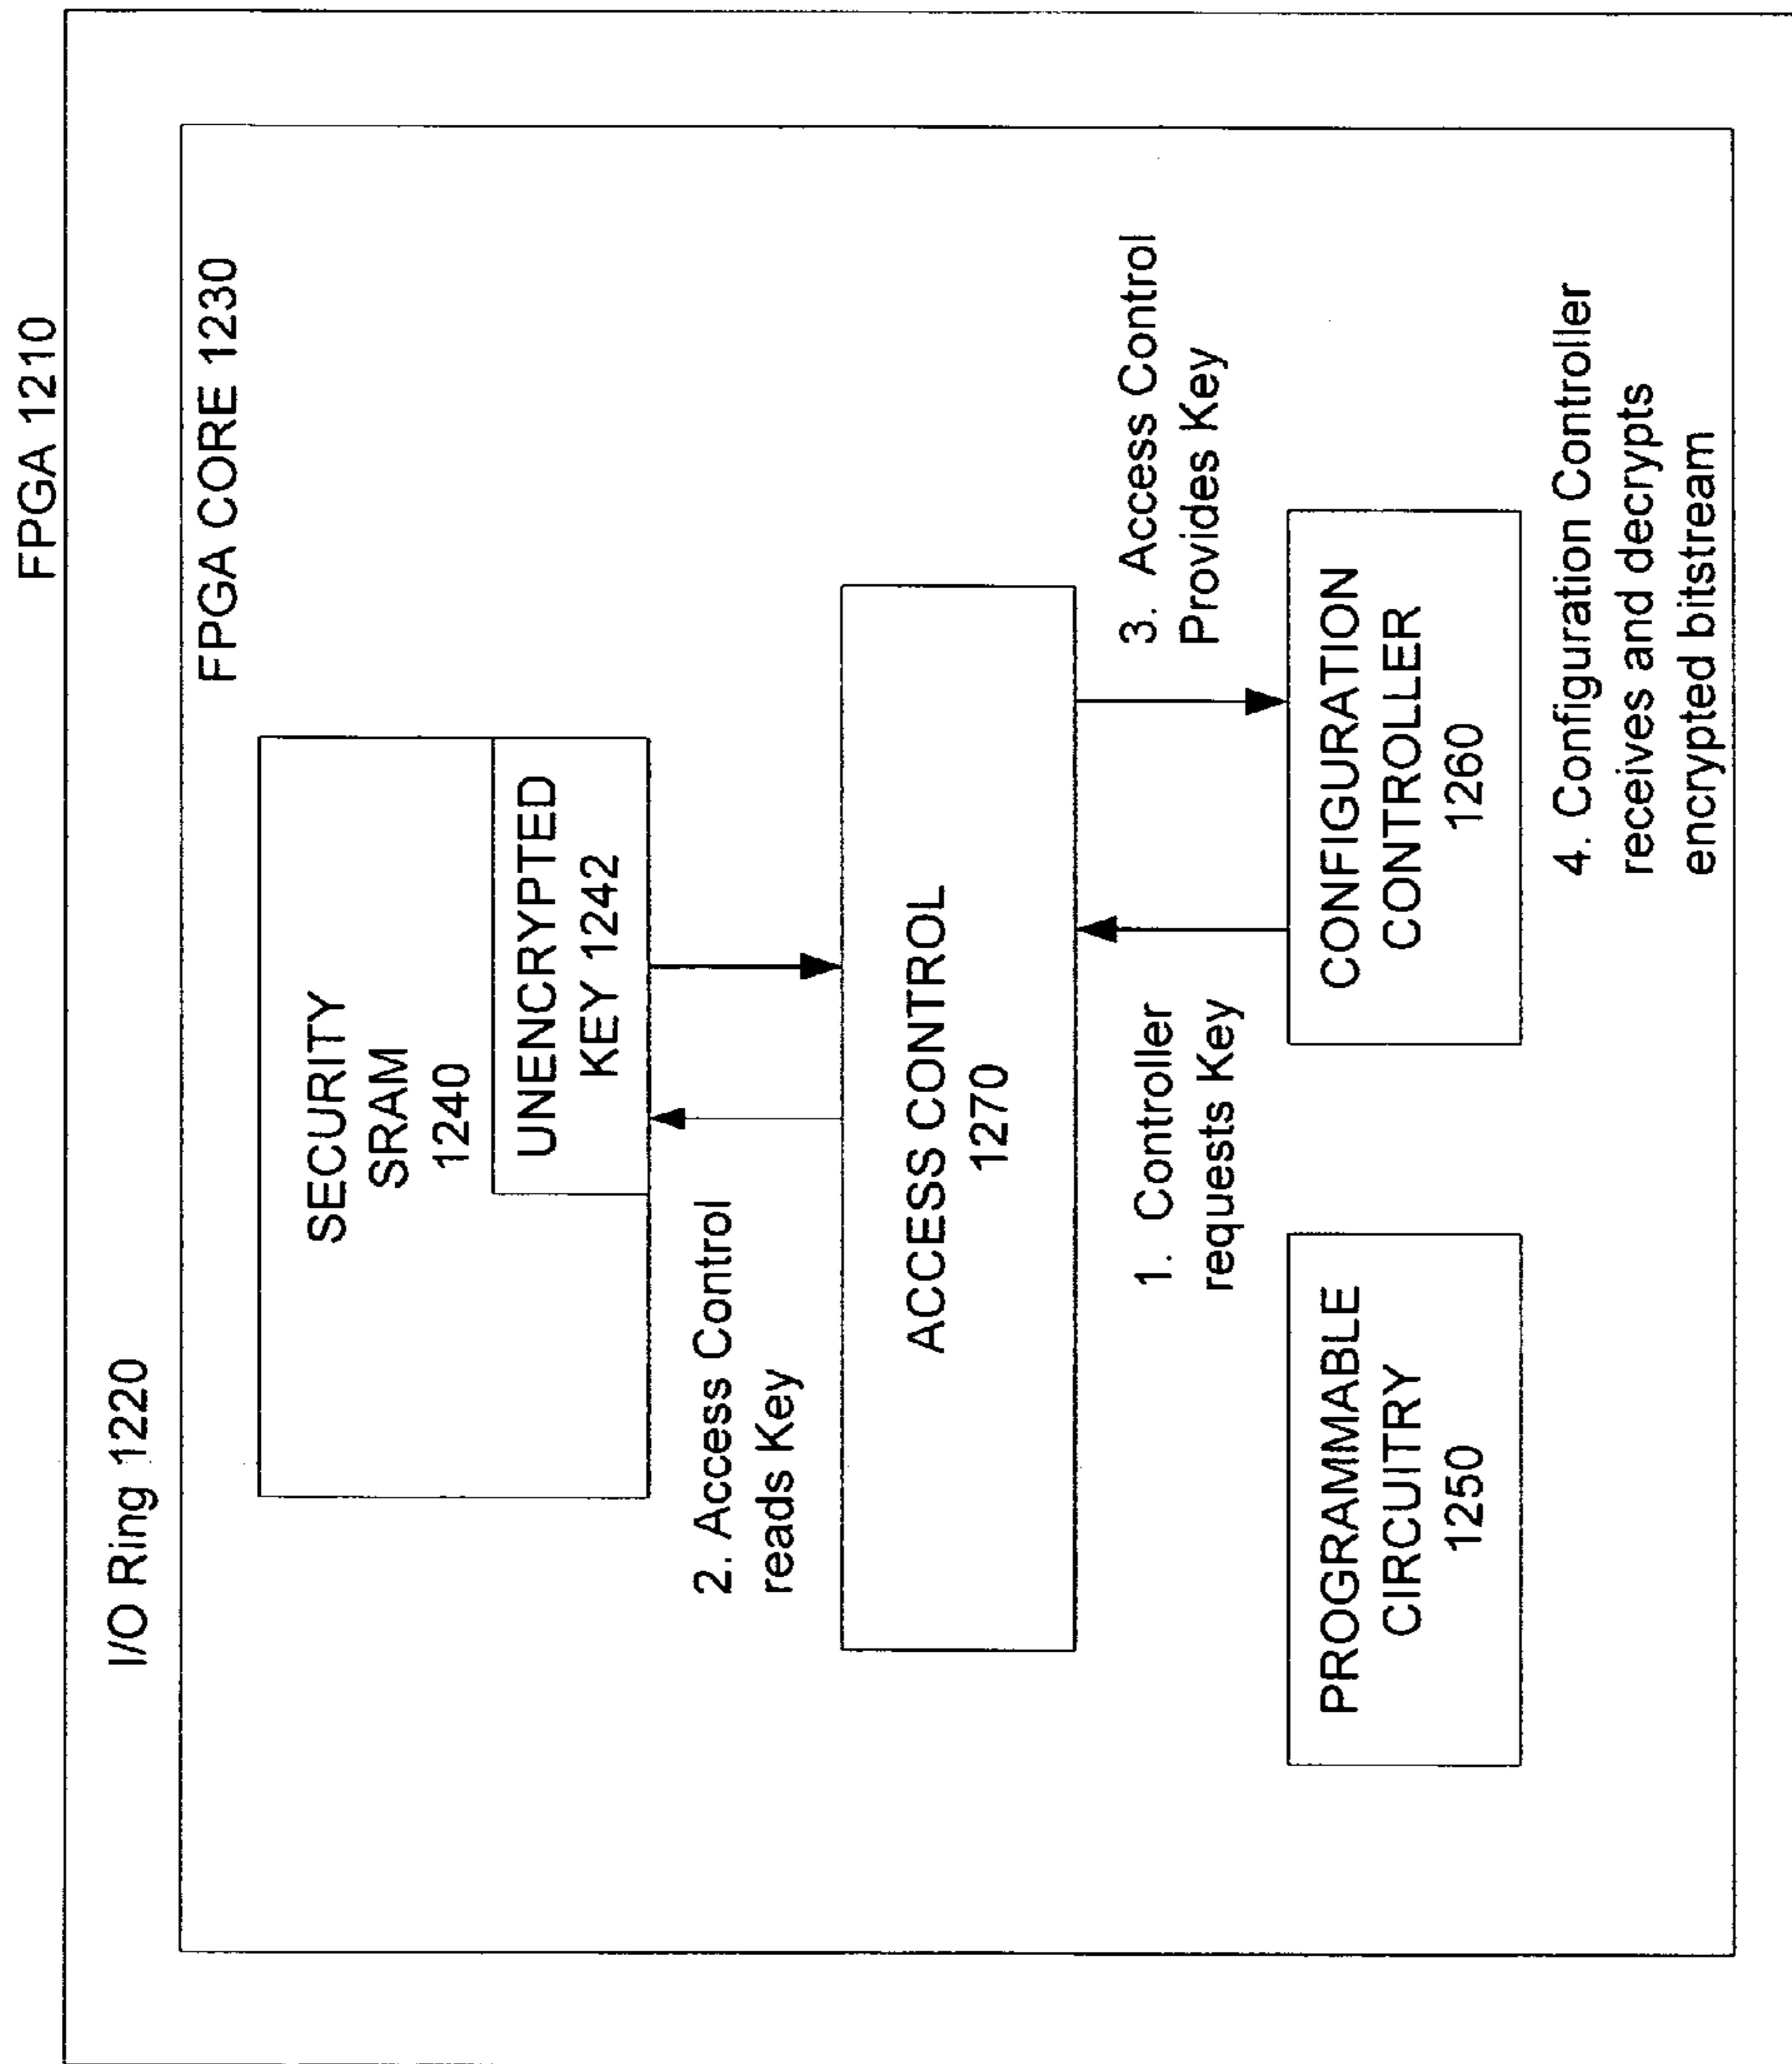 FPGA 1210
I/O Ring 1220
FPGA CORE 1230
SECURITY
SRAM
1240
UNENCRYPTED
KEY 1242
2. Access Control
reads Key
ACCESS CONTROL
1270
1. Controller
requests Key
3. Access Control
Provides Key
PROGRAMMABLE
CIRCUITRY
1250
CONFIGURATION
CONTROLLER
1260
4. Configuration Controller
receives and decrypts
encrypted bitstream